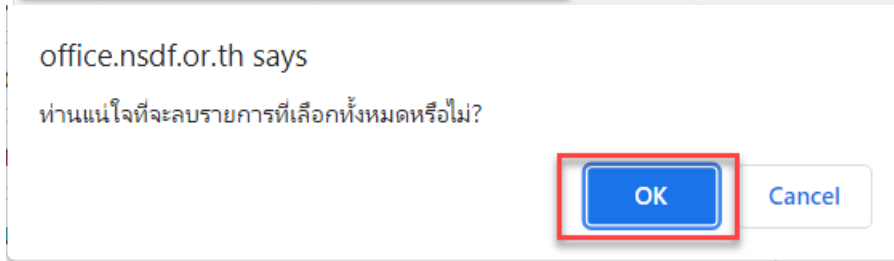 office.nsdf.or.th says
ท่านแน่ใจที่จะลบรายการที่เลือกทั้งหมดหรือไม่?
OK
Cancel